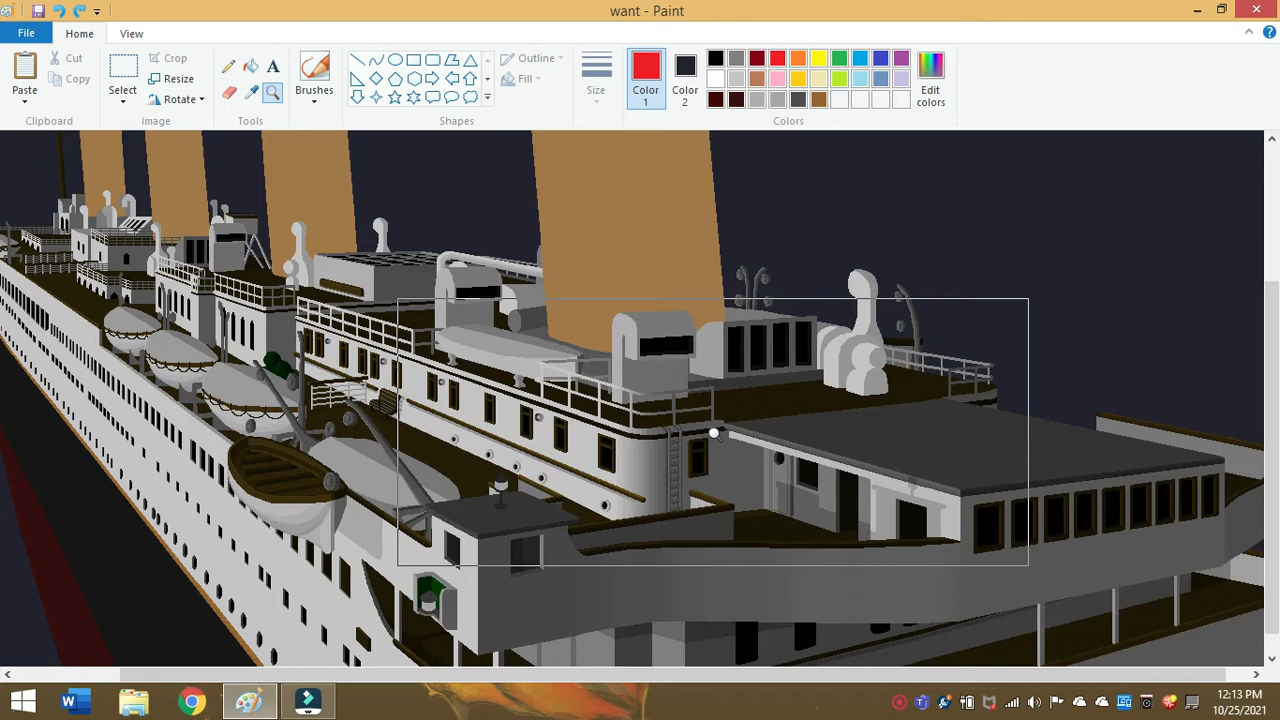 want - Paint
File
Home
View
Paste
Cut
Copy
Clipboard
Select
Crop
Resize
Rotate
Image
A
Tools
Brushes
Outline
Fill
Shapes
Size
Color
1
Color
2
Edit
colors
Colors
12:13 PM
10/25/2021